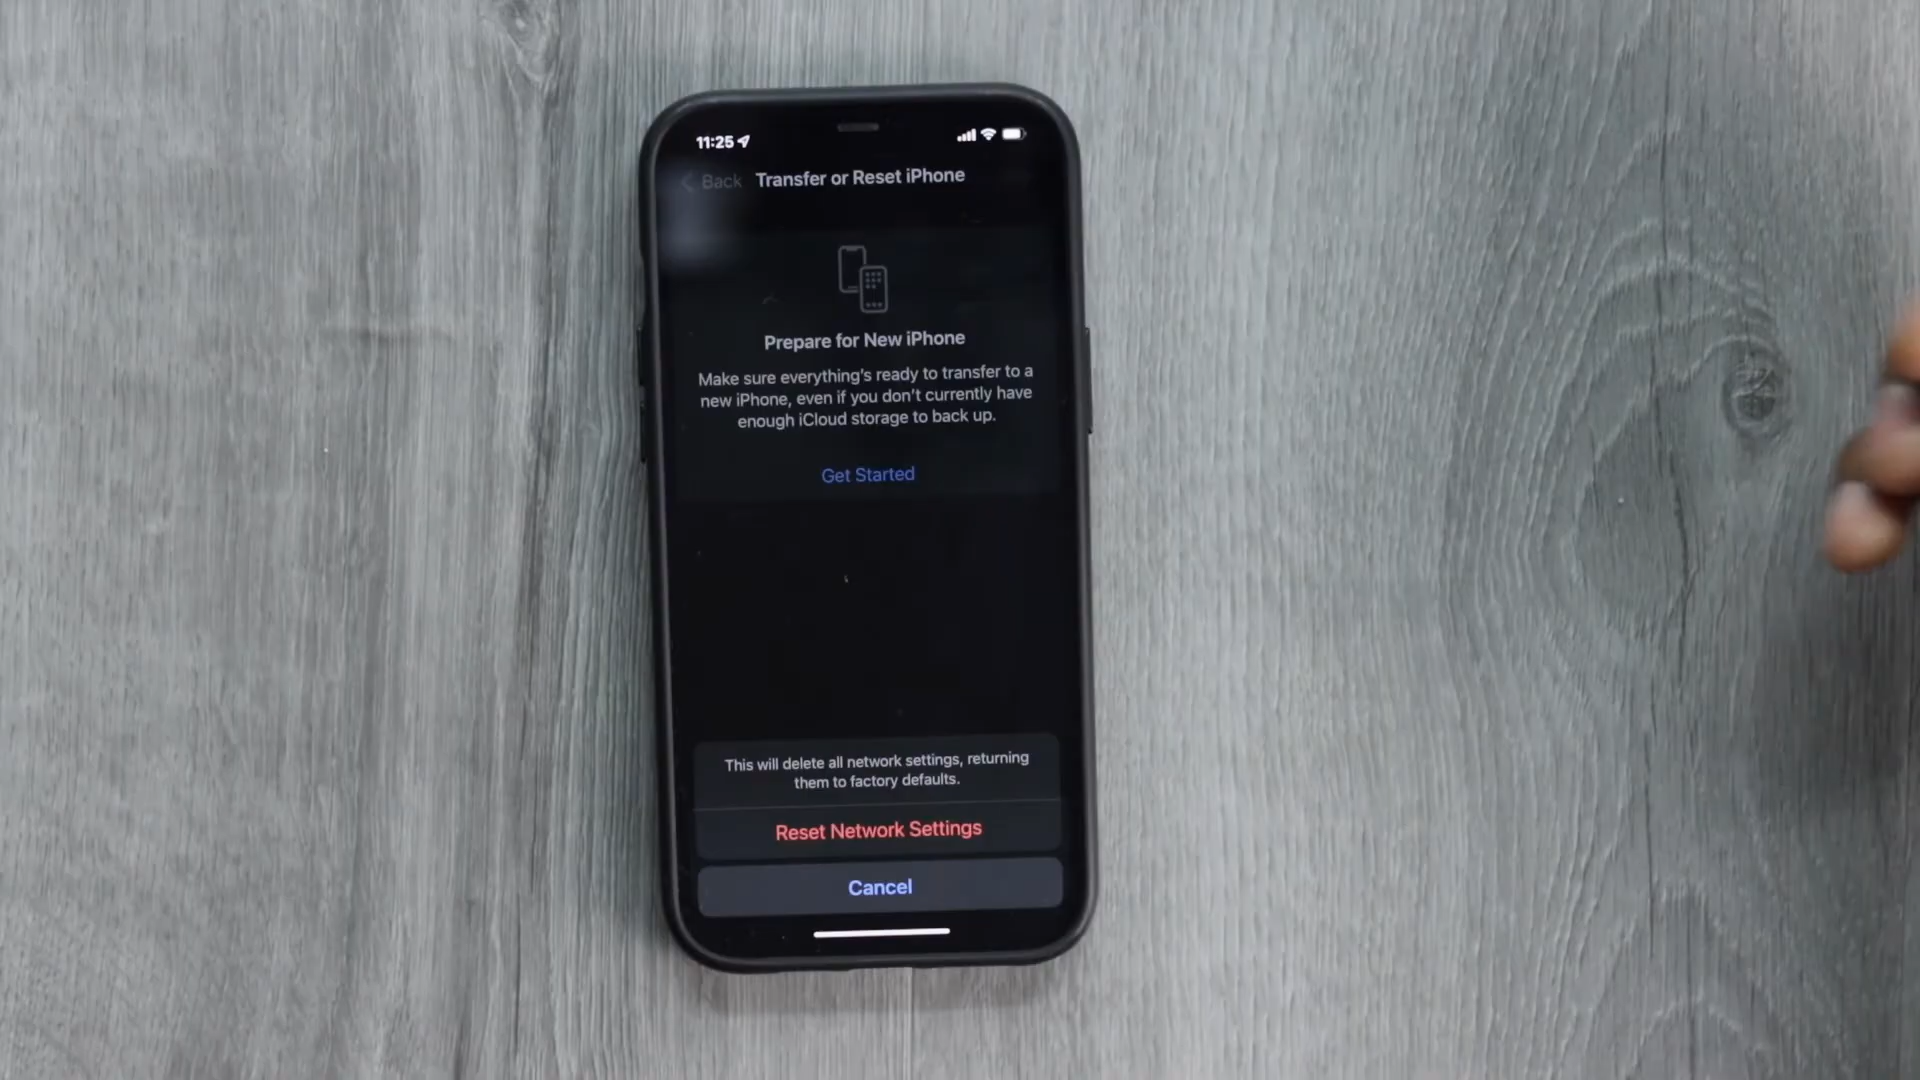 11:25
Back Transfer or Reset iPhone
Prepare for New iPhone
Make sure everything's ready to transfer to a
new iPhone, even if you don't currently have
enough iCloud storage to back up.
Get Started
This will delete all network settings, returning
them to factory defaults.
Reset Network Settings
Cancel